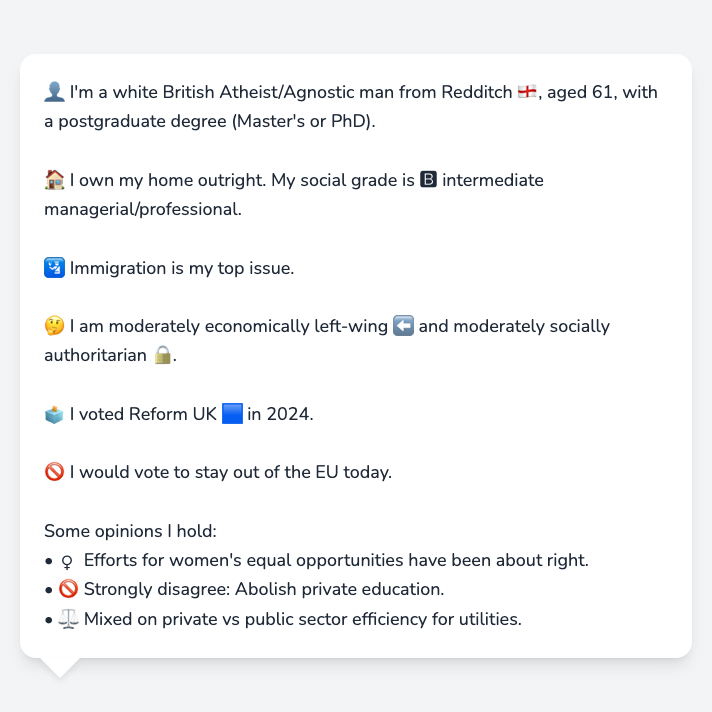 👤 I'm a white British Atheist/Agnostic man from Redditch 🏴󠁧󠁢󠁥󠁮󠁧󠁿, aged 61, with
a postgraduate degree (Master's or PhD).
🏠 I own my home outright. My social grade is 🅱 intermediate
managerial/professional.
🛂 Immigration is my top issue.
🤔 I am moderately economically left-wing ⬅️ and moderately socially
authoritarian 🔒.
🗳️ I voted Reform UK 🟦 in 2024.
🚫 I would vote to stay out of the EU today.
Some opinions I hold:
• ♀ Efforts for women's equal opportunities have been about right.
• 🚫 Strongly disagree: Abolish private education.
• ⚖️ Mixed on private vs public sector efficiency for utilities.